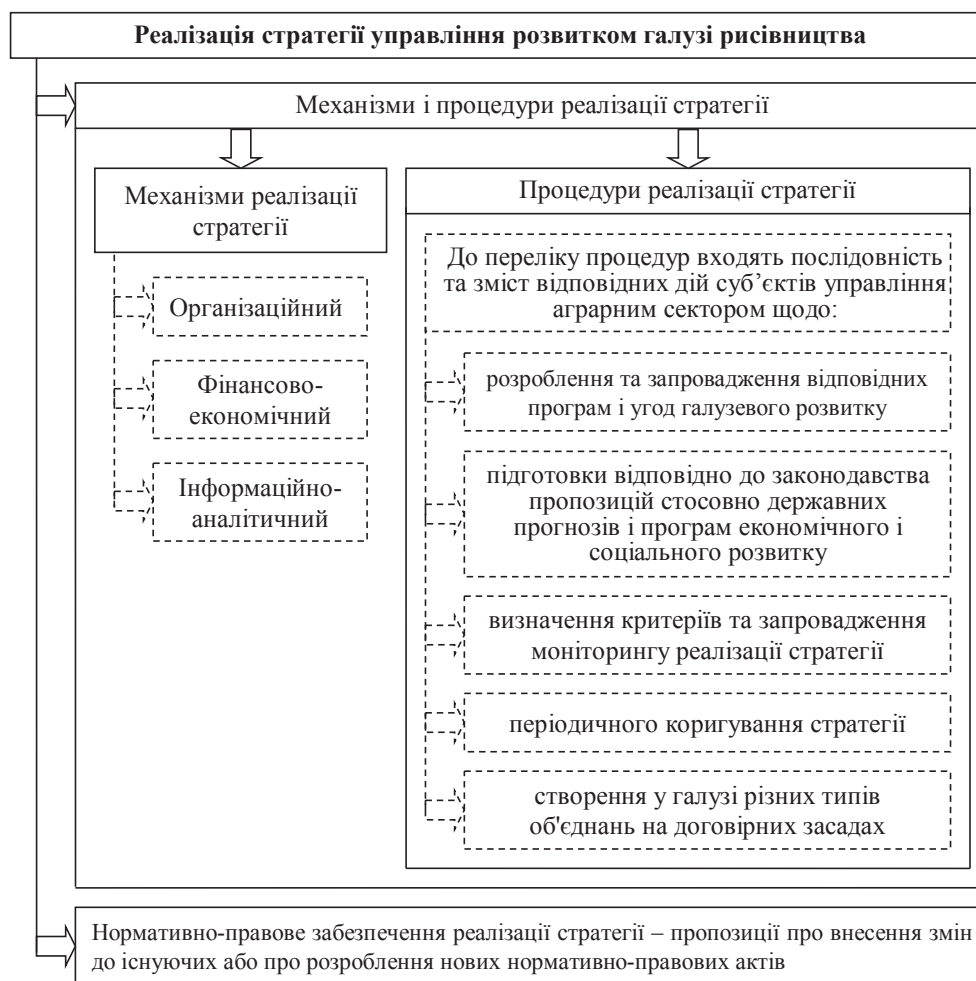 Реалізація стратегії управління розвитком галузі рисівництва
Механізми і процедури реалізації стратегії
Механізми реалізації
стратегії
Організаційний
Фінансово-
економічний
Інформаційно-
аналітичний
Процедури реалізації стратегії
До переліку процедур входять послідовність
та зміст відповідних дій суб’єктів управління
аграрним сектором щодо:
розроблення та запровадження відповідних
програм і угод галузевого розвитку
підготовки відповідно до законодавства
пропозицій стосовно державних
прогнозів і програм економічного і
соціального розвитку
визначення критеріїв та запровадження
моніторингу реалізації стратегії
періодичного коригування стратегії
створення у галузі різних типів
об'єднань на договірних засадах
Нормативно-правове забезпечення реалізації стратегії – пропозиції про внесення змін
до існуючих або про розроблення нових нормативно-правових актів